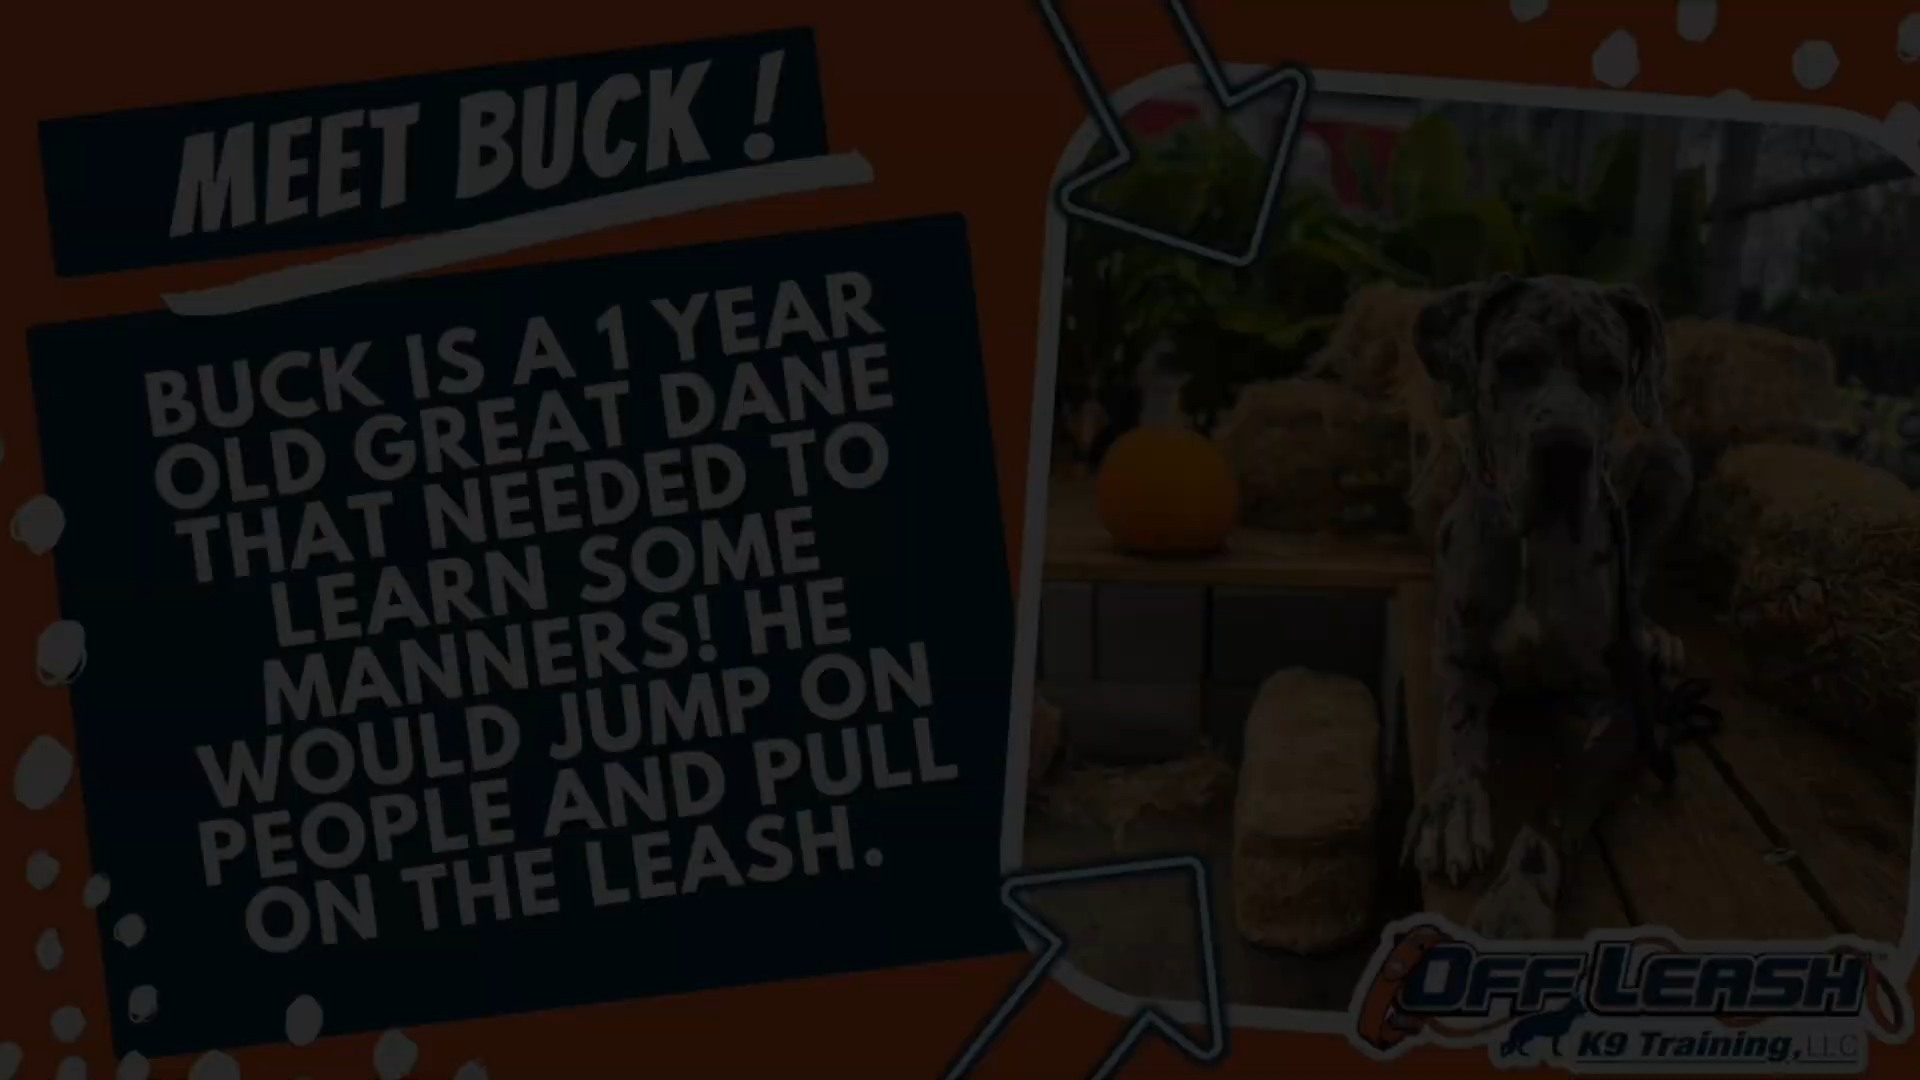 MEET BUCK !
BUCK IS A 1 YEAR
OLD GREAT DANE
THAT NEEDED TO
LEARN SOME
MANNERS! HE
WOULD JUMP ON
PEOPLE AND PULL
ON THE LEASH.
OFF LEASH
K9 Training, LLC